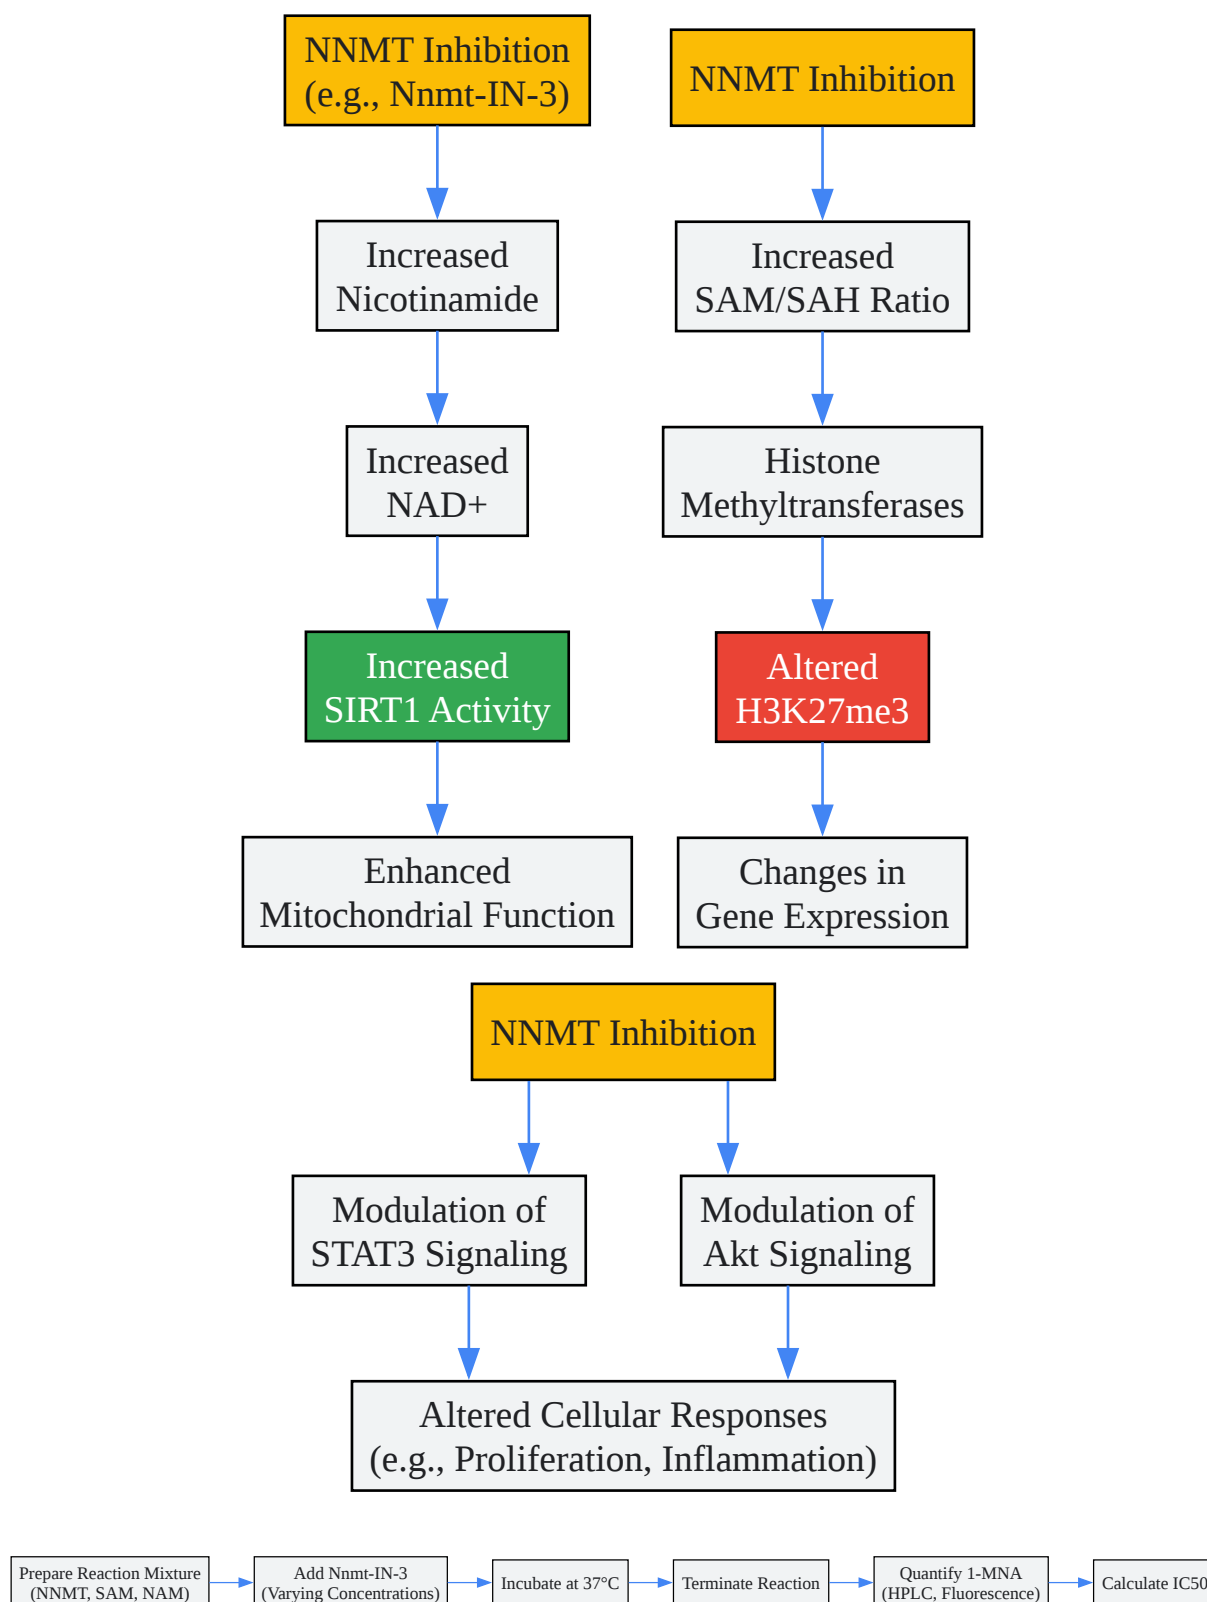 NNMT Inhibition
(e.g., Nnmt-IN-3)
Increased
Nicotinamide
Increased
NAD+
Increased
SIRT1 Activity
Enhanced
Mitochondrial Function
NNMT Inhibition
Increased
SAM/SAH Ratio
Histone
Methyltransferases
Altered
H3K27me3
Changes in
Gene Expression
NNMT Inhibition
Modulation of
STAT3 Signaling
Modulation of
Akt Signaling
Altered Cellular Responses
(e.g., Proliferation, Inflammation)
Prepare Reaction Mixture
(NNMT, SAM, NAM)
Add Nnmt-IN-3
(Varying Concentrations)
Incubate at 37°C
Terminate Reaction
Quantify 1-MNA
(HPLC, Fluorescence)
Calculate IC50